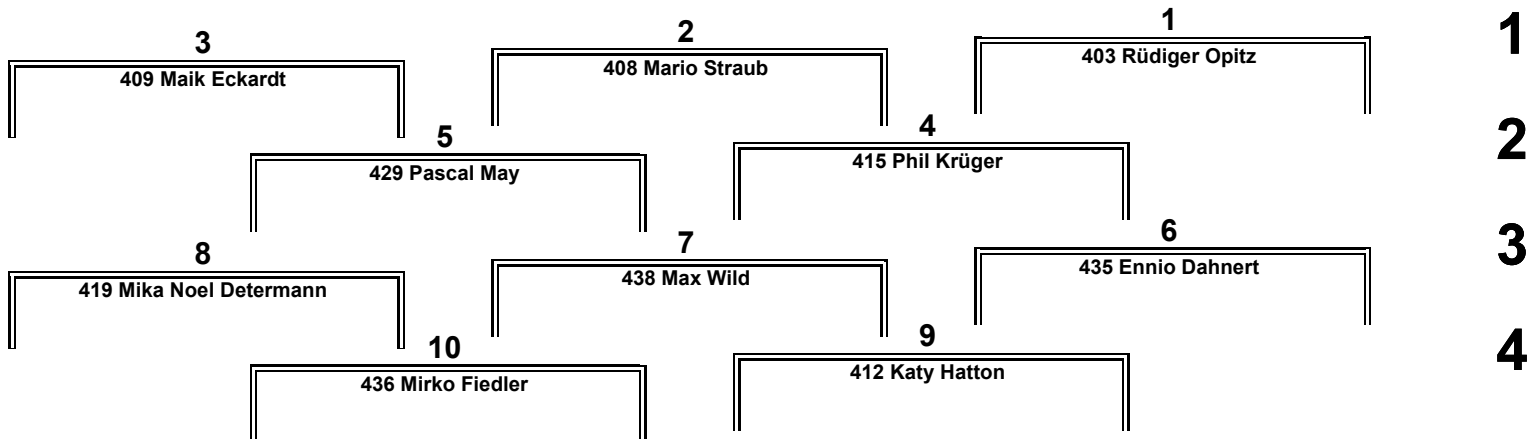 3 2 1 1
409 Maik Eckardt 408 Mario Straub 403 Rüdiger Opitz
5 4 2
429 Pascal May 415 Phil Krüger
8 7 6 3
419 Mika Noel Determann 438 Max Wild 435 Ennio Dahnert
10 9 4
436 Mirko Fiedler 412 Katy Hatton